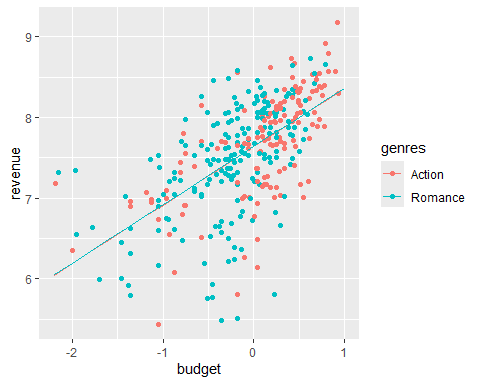 9
8
7
6
revenue
-2
-1
0
1
budget
genres
Action
Romance